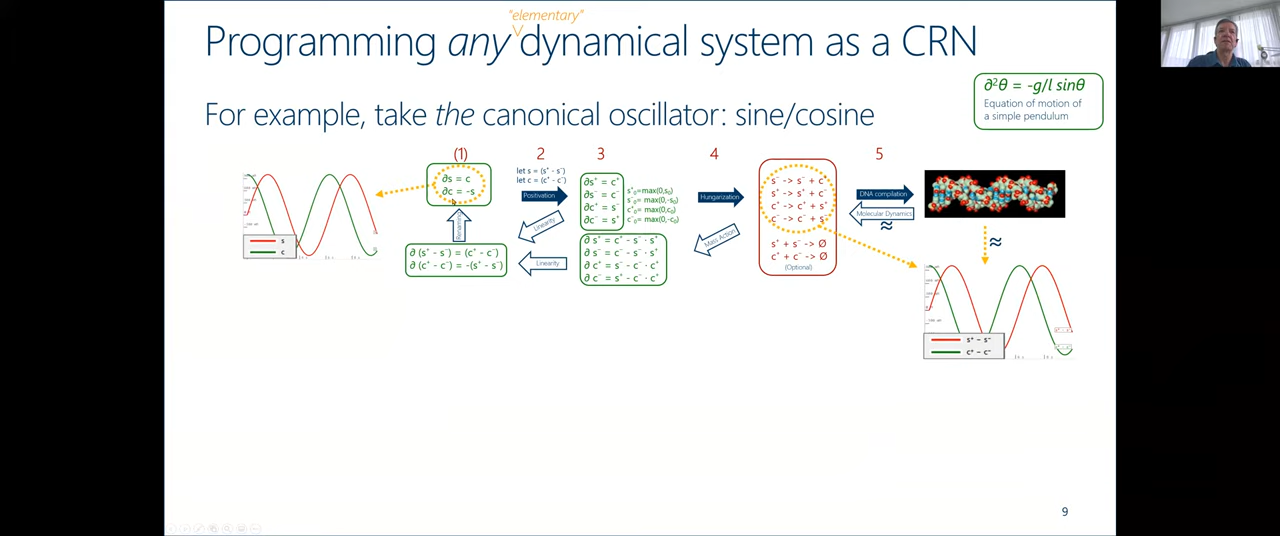 "elementary"
Programming any dynamical system as a CRN
∂²θ = -g/l sinθ
Equation of motion of
a simple pendulum
For example, take the canonical oscillator: sine/cosine
(1)
2
3
4
5
∂s = c
∂c = -s
let s = (s⁺ - s⁻)
let c = (c⁺ - c⁻)
Positivation
∂s⁺ = c⁺
∂s⁻ = c⁻
∂c⁺ = s⁻
∂c⁻ = s⁺
s⁺₀=max(0,s₀)
s⁻₀= max(0,-s₀)
c⁺₀= max(0,c₀)
c⁻₀= max(0,-c₀)
Hungarization
s⁻ -> s⁻ + c⁻
s⁺ -> s⁺ + c⁻
c⁺ -> c⁺ + s⁺
c⁻ -> c⁻ + s⁻
s⁺ + s⁻ -> Ø
c⁺ + c⁻ -> Ø
(Optional)
DNA compilation
Molecular Dynamics
≈
≈
Renaming
Linearity
Mass Action
∂ (s⁺ - s⁻) = (c⁺ - c⁻)
∂ (c⁺ - c⁻) = -(s⁺ - s⁻)
Linearity
∂ s⁺ = c⁺ - s⁻ · s⁺
∂ s⁻ = c⁻ - s⁻ · s⁺
∂ c⁺ = s⁻ - c⁻ · c⁺
∂ c⁻ = s⁺ - c⁻ · c⁺
s
c
s⁺ - s⁻
c⁺ - c⁻
9